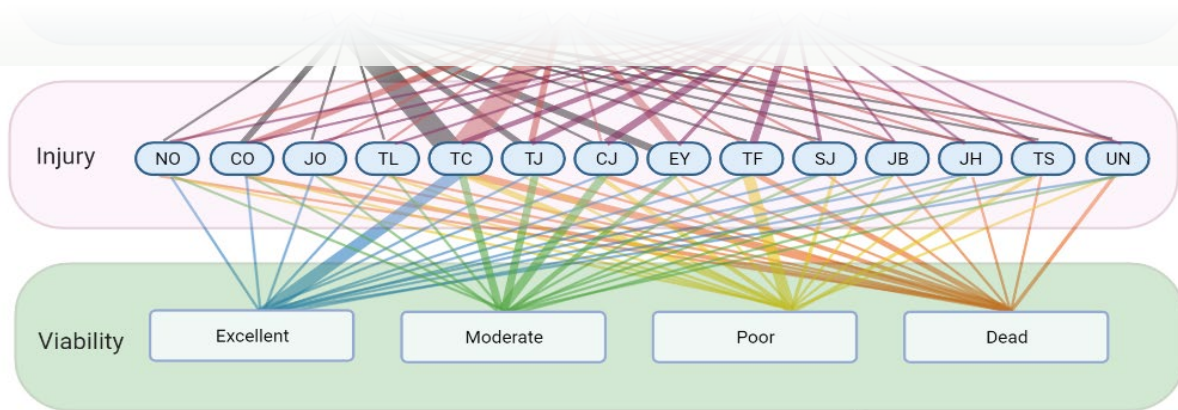 Injury
NO CO JO TL TC TJ CJ EY TF SJ JB JH TS UN
Viability
Excellent Moderate Poor Dead